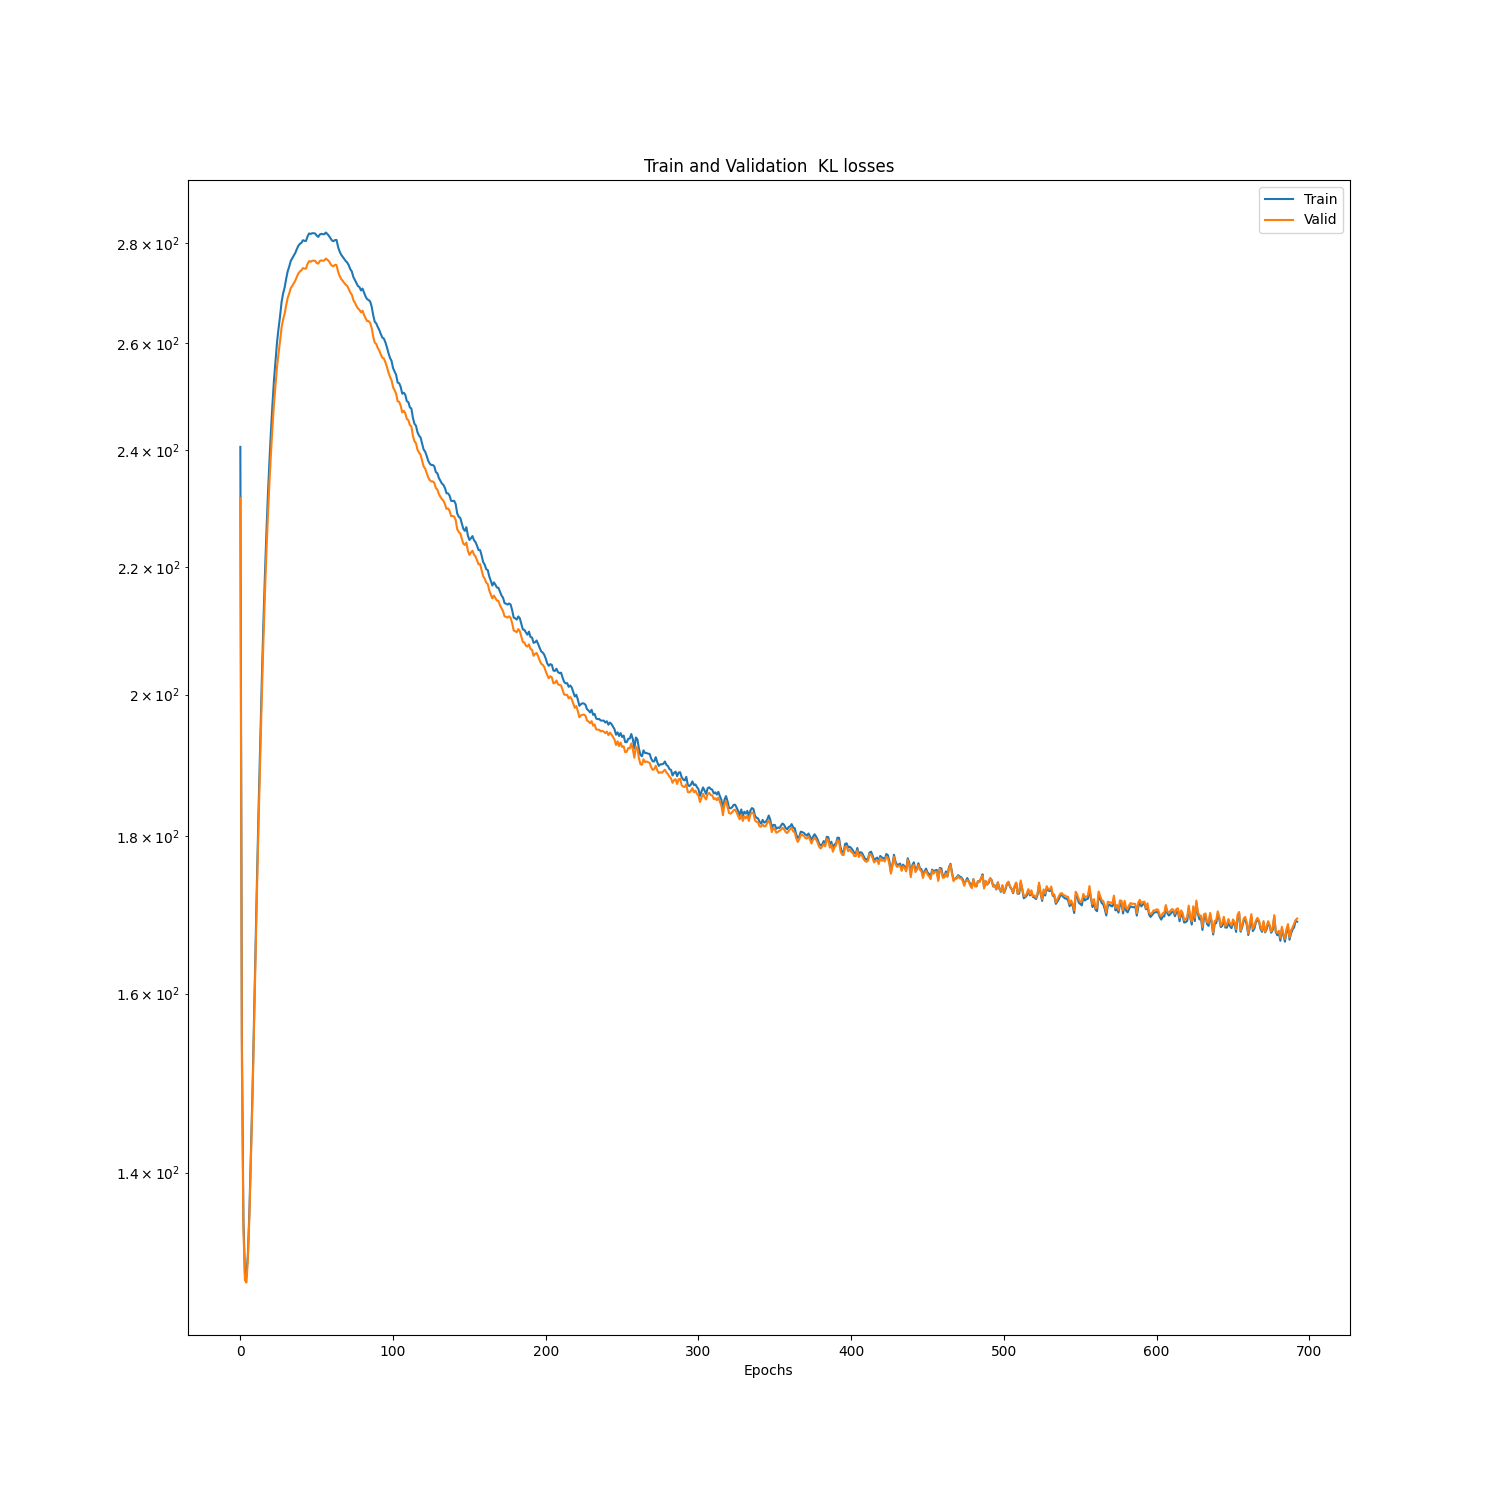 Train and Validation  KL losses
Train
Valid
2.8 × 10²
2.6 × 10²
2.4 × 10²
2.2 × 10²
2 × 10²
1.8 × 10²
1.6 × 10²
1.4 × 10²
0 100 200 300 400 500 600 700
Epochs